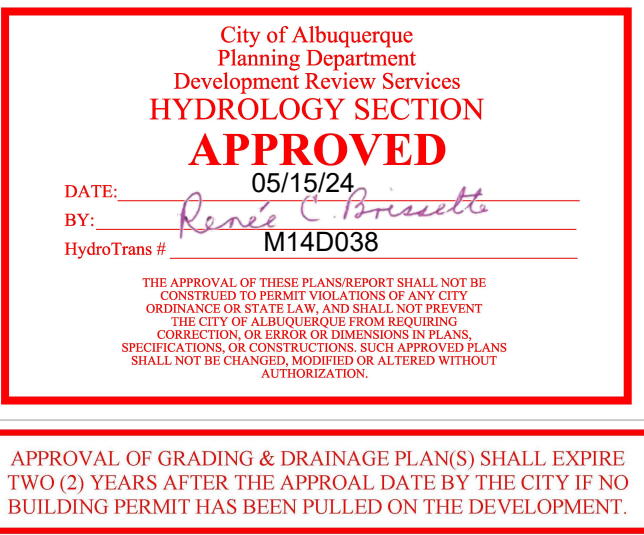 City of Albuquerque
Planning Department
Development Review Services
HYDROLOGY SECTION
APPROVED
DATE: 05/15/24
BY: Renée C. Brissette
HydroTrans # M14D038
THE APPROVAL OF THESE PLANS/REPORT SHALL NOT BE
CONSTRUED TO PERMIT VIOLATIONS OF ANY CITY
ORDINANCE OR STATE LAW, AND SHALL NOT PREVENT
THE CITY OF ALBUQUERQUE FROM REQUIRING
CORRECTION, OR ERROR OR DIMENSIONS IN PLANS,
SPECIFICATIONS, OR CONSTRUCTIONS. SUCH APPROVED PLANS
SHALL NOT BE CHANGED, MODIFIED OR ALTERED WITHOUT
AUTHORIZATION.
APPROVAL OF GRADING & DRAINAGE PLAN(S) SHALL EXPIRE
TWO (2) YEARS AFTER THE APPROAL DATE BY THE CITY IF NO
BUILDING PERMIT HAS BEEN PULLED ON THE DEVELOPMENT.